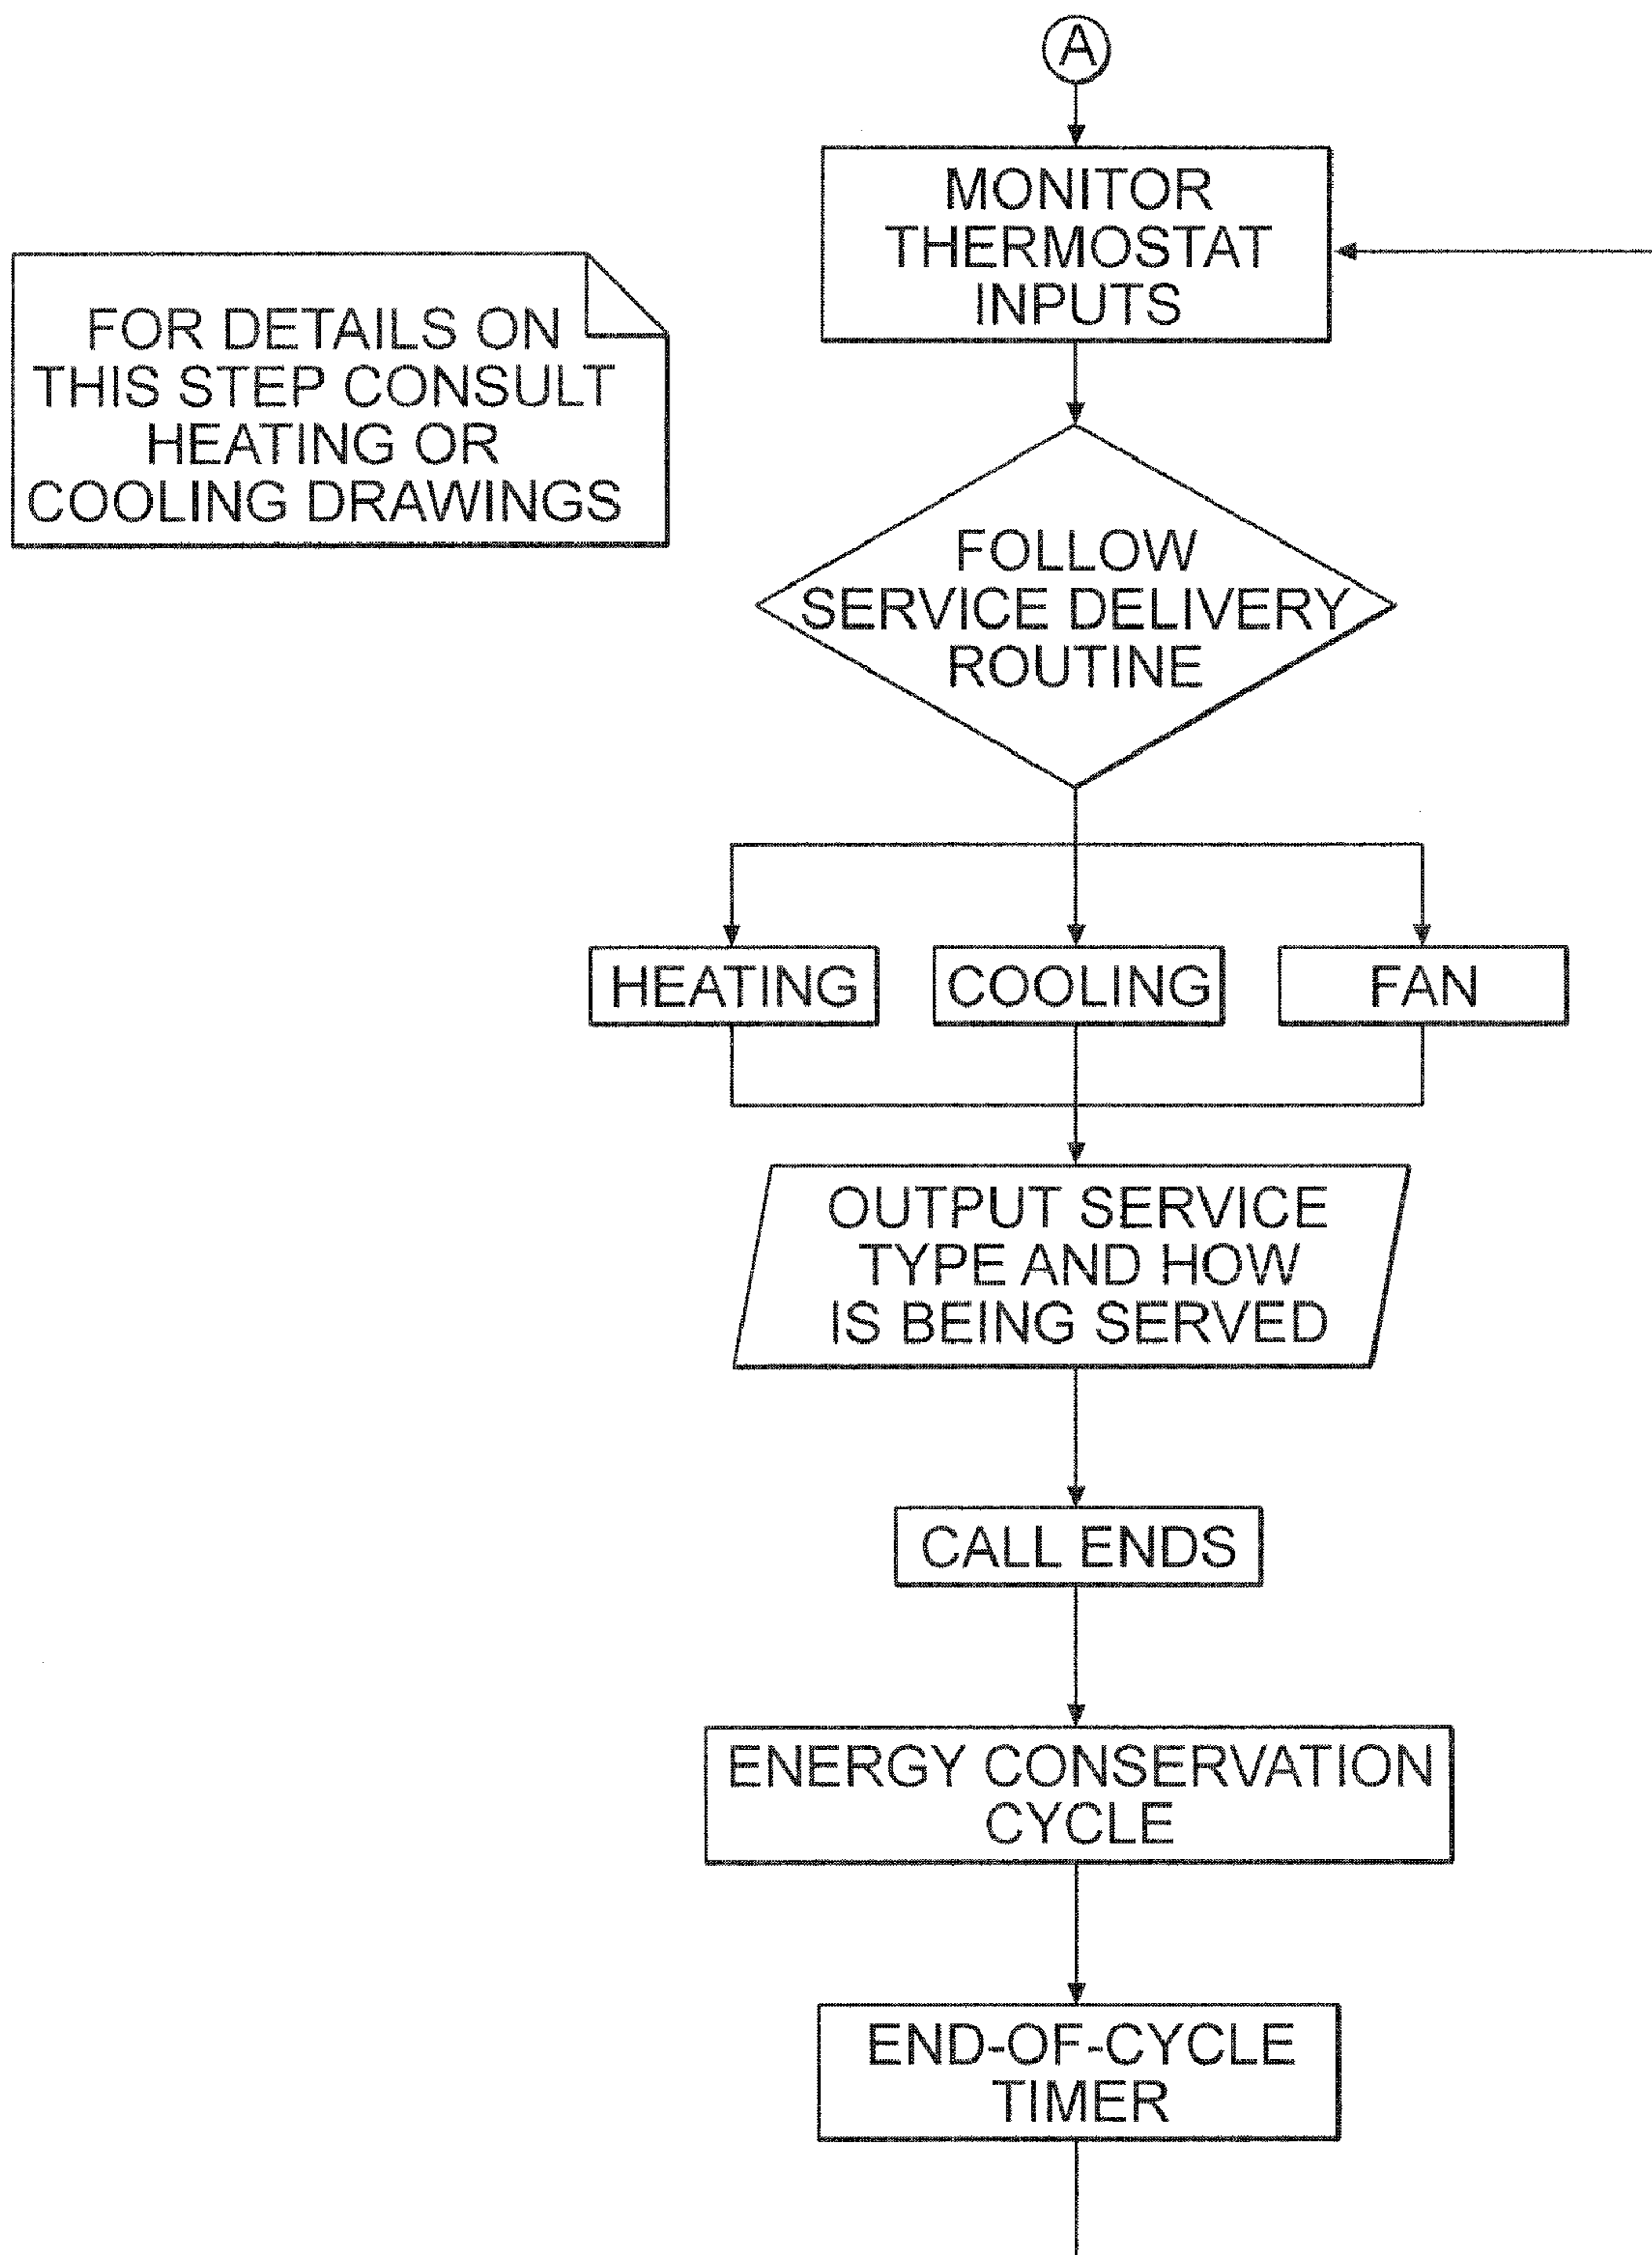 A
MONITOR
THERMOSTAT
INPUTS
FOR DETAILS ON
THIS STEP CONSULT
HEATING OR
COOLING DRAWINGS
FOLLOW
SERVICE DELIVERY
ROUTINE
HEATING
COOLING
FAN
OUTPUT SERVICE
TYPE AND HOW
IS BEING SERVED
CALL ENDS
ENERGY CONSERVATION
CYCLE
END-OF-CYCLE
TIMER